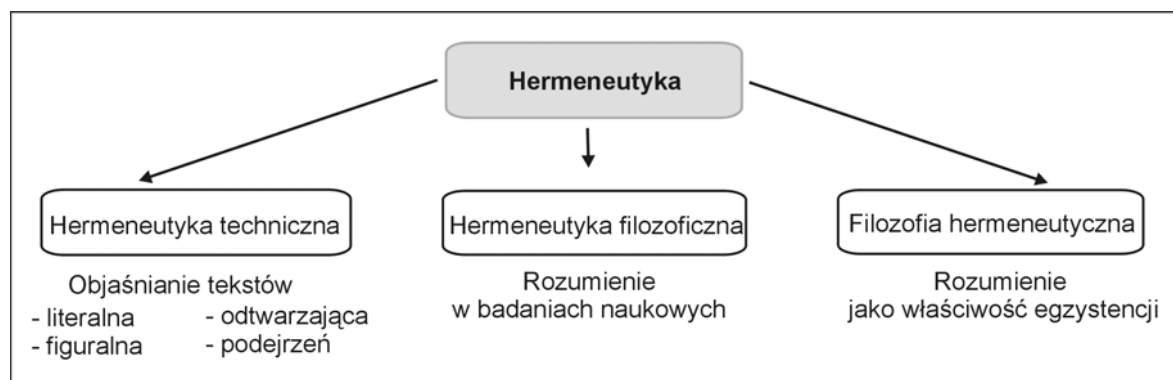 Hermeneutyka
Hermeneutyka techniczna
Objaśnianie tekstów
- literalna - odtwarzająca
- figuralna - podejrzeń
Hermeneutyka filozoficzna
Rozumienie
w badaniach naukowych
Filozofia hermeneutyczna
Rozumienie
jako właściwość egzystencji